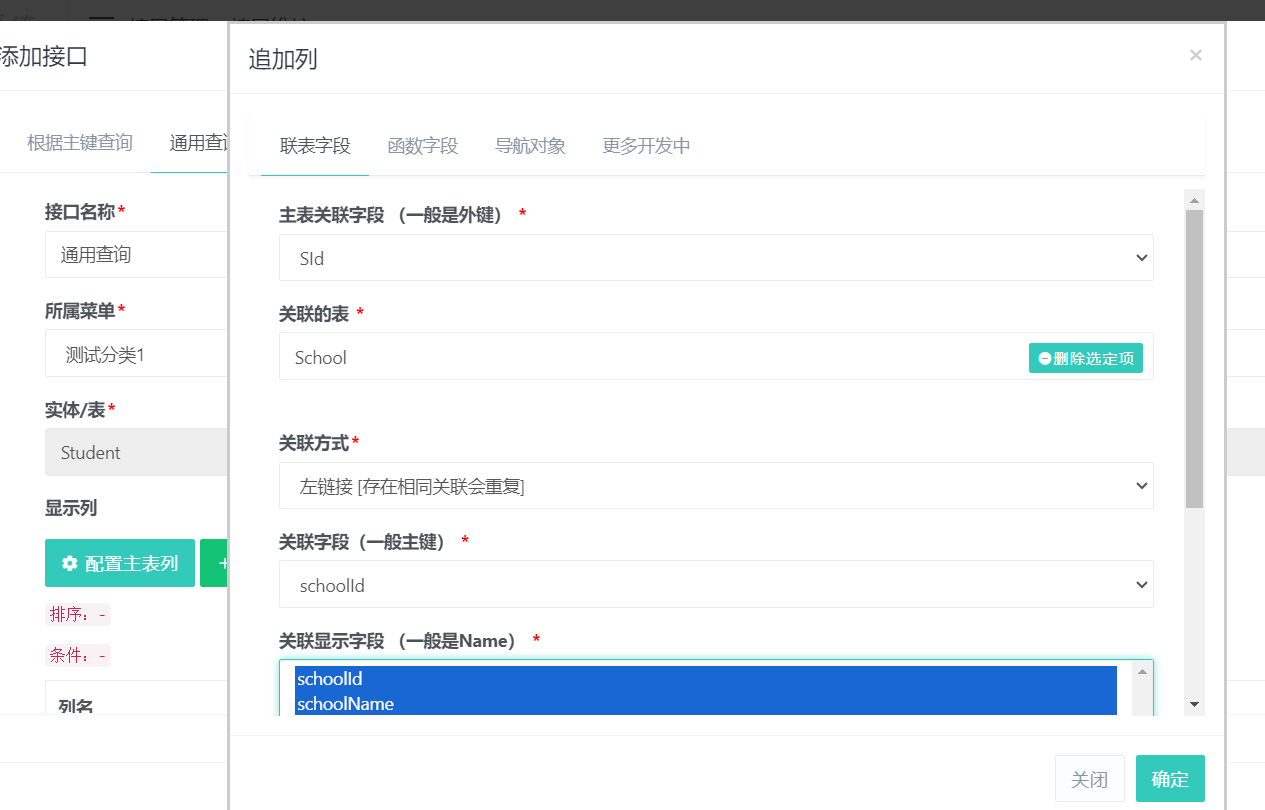 添加接口
追加列
×
根据主键查询
通用查询
联表字段
函数字段
导航对象
更多开发中
接口名称*
通用查询
所属菜单*
测试分类1
实体/表*
Student
显示列
配置主表列
+
排序: -
条件: -
列名
主表关联字段 （一般是外键） *
SId
关联的表 *
School
删除选定项
关联方式*
左链接 [存在相同关联会重复]
关联字段（一般主键） *
schoolId
关联显示字段 （一般是Name） *
schoolId
schoolName
关闭
确定